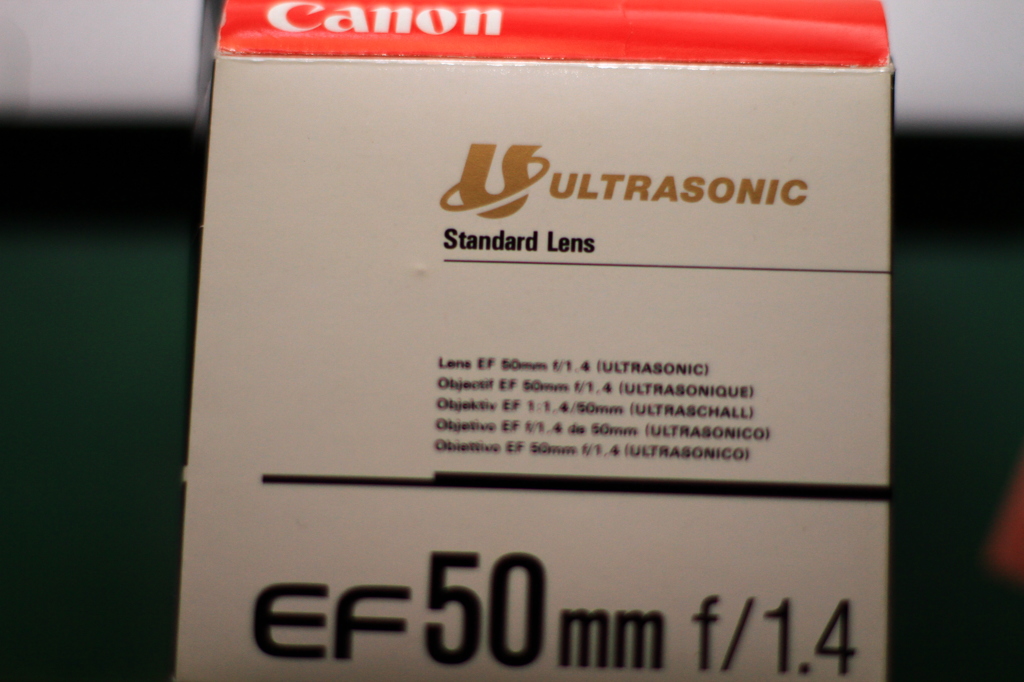 Canon
ULTRASONIC
Standard Lens
Lens EF 50mm f/1.4 (ULTRASONIC)
Objectif EF 50mm f/1.4 (ULTRASONIQUE)
Objektiv EF 1:1.4/50mm (ULTRASCHALL)
Objetivo EF f/1.4 de 50mm (ULTRASONICO)
Obiettivo EF 50mm f/1.4 (ULTRASONICO)
EF50mm f/1.4